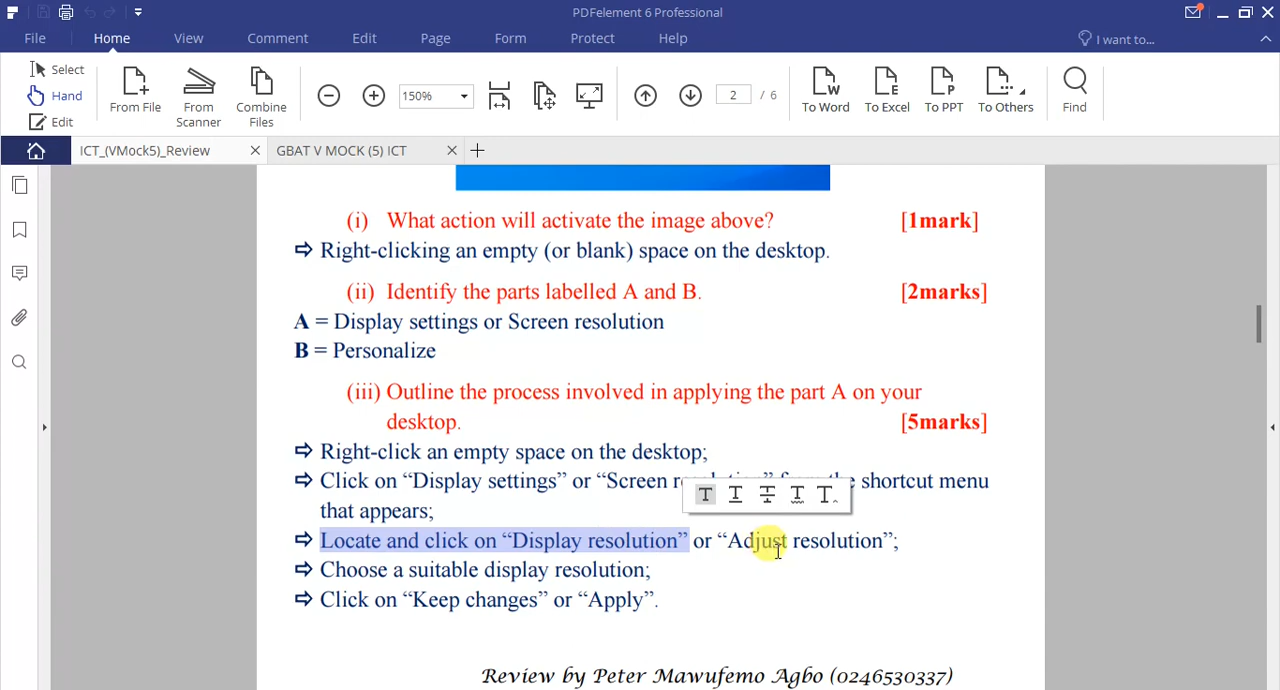 PDFelement 6 Professional
File Home View Comment Edit Page Form Protect Help I want to...
Select
Hand
Edit
From File
From Scanner
Combine Files
150%
2 / 6
To Word
To Excel
To PPT
To Others
Find
ICT_(VMock5)_Review
GBAT V MOCK (5) ICT
(i) What action will activate the image above? [1mark]
⇨ Right-clicking an empty (or blank) space on the desktop.
(ii) Identify the parts labelled A and B. [2marks]
A = Display settings or Screen resolution
B = Personalize
(iii) Outline the process involved in applying the part A on your
desktop. [5marks]
⇨ Right-click an empty space on the desktop;
⇨ Click on “Display settings” or “Screen the shortcut menu
that appears;
⇨ Locate and click on “Display resolution” or “Adjust resolution”;
⇨ Choose a suitable display resolution;
⇨ Click on “Keep changes” or “Apply”.
Review by Peter Mawufemo Agbo (0246530337)